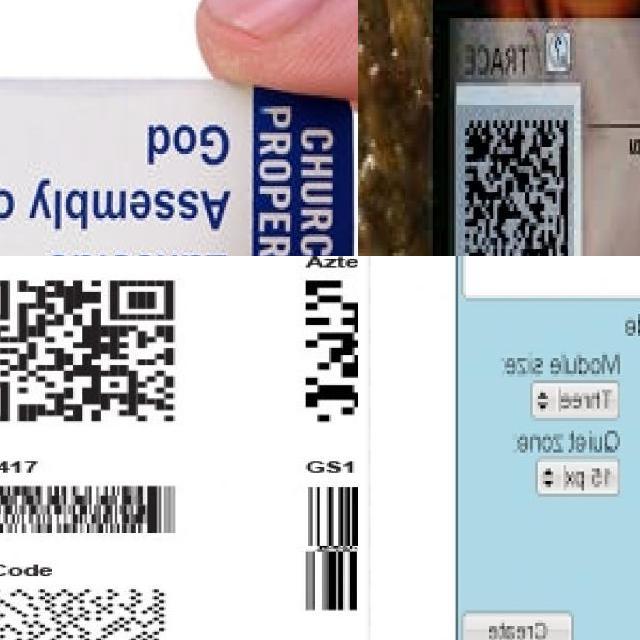 Assembly o
God
CHURC
PROPER
TRACE
Azte
417
GS1
Code
Module size:
Three
Quiet zone:
15 px
Create